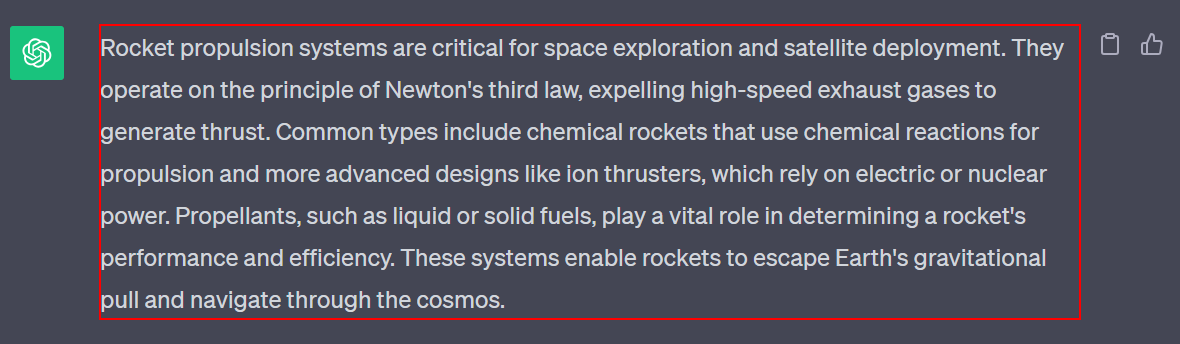 Rocket propulsion systems are critical for space exploration and satellite deployment. They
operate on the principle of Newton's third law, expelling high-speed exhaust gases to
generate thrust. Common types include chemical rockets that use chemical reactions for
propulsion and more advanced designs like ion thrusters, which rely on electric or nuclear
power. Propellants, such as liquid or solid fuels, play a vital role in determining a rocket's
performance and efficiency. These systems enable rockets to escape Earth's gravitational
pull and navigate through the cosmos.